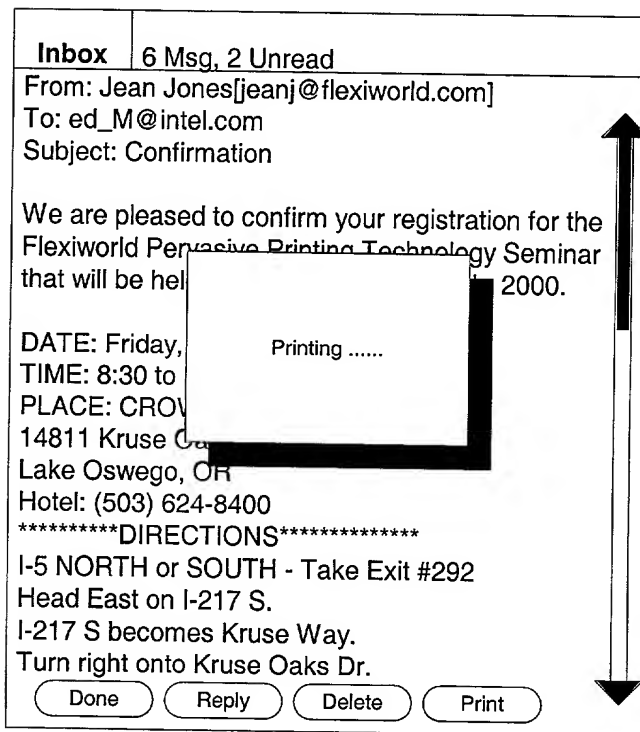 Inbox 6 Msg, 2 Unread
From: Jean Jones[jeanj@flexiworld.com]
To: ed_M@intel.com
Subject: Confirmation
We are pleased to confirm your registration for the
Flexiworld Pervasive Printing Technology Seminar
that will be 2000.
DATE: Friday,
TIME: 8:30 to
PLACE:
14811 Kruse
Lake Oswego, OR
Hotel: (503) 624-8400
**********DIRECTIONS**************
I-5 NORTH or SOUTH - Take Exit #292
Head East on I-217 S.
I-217 S becomes Kruse Way.
Turn right onto Kruse Oaks Dr.
Printing ......
Done Reply Delete Print